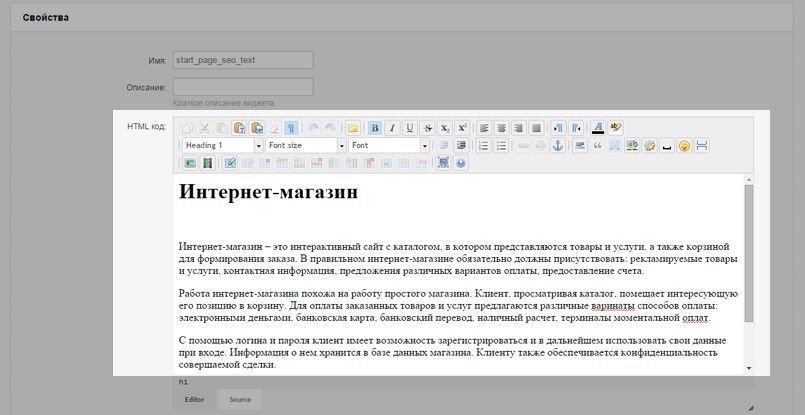 Свойства
Имя:
start_page_seo_text
Описание:
Краткое описание виджета
HTML код:
Heading 1
Font size
Font
Интернет-магазин
Интернет-магазин – это интерактивный сайт с каталогом, в котором представляются товары и услуги, а также корзиной
для формирования заказа. В правильном интернет-магазине обязательно должны присутствовать: рекламируемые товары
и услуги, контактная информация, предложения различных вариантов оплаты, предоставление счета.
Работа интернет-магазина похожа на работу простого магазина. Клиент, просматривая каталог, помещает интересующую
его позицию в корзину. Для оплаты заказанных товаров и услуг предлагаются различные варинаты способов оплаты:
электронными деньгами, банковская карта, банковский перевод, наличный расчет, терминалы моментальной оплат.
С помощью логина и пароля клиент имеет возможность зарегистрироваться и в дальнейшем использовать свои данные
при входе. Информация о нем хранится в базе данных магазина. Клиенту также обеспечивается конфиденциальность
совершаемой сделки.
h1
Editor
Source